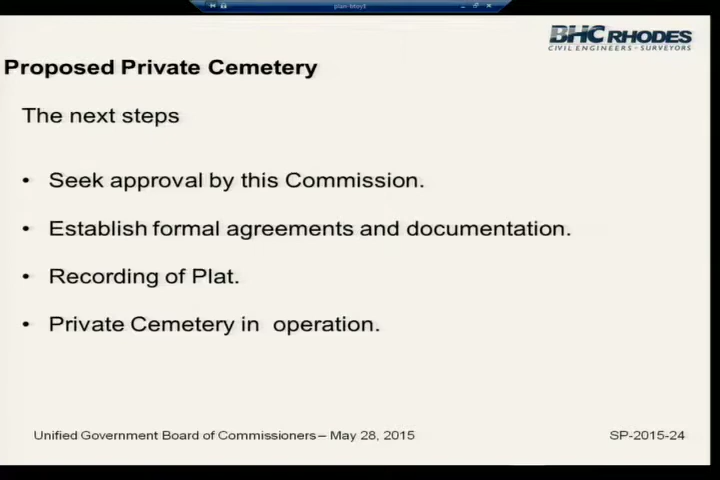 plan-btoy1
BHC RHODES
CIVIL ENGINEERS - SURVEYORS
Proposed Private Cemetery
The next steps
• Seek approval by this Commission.
• Establish formal agreements and documentation.
• Recording of Plat.
• Private Cemetery in operation.
Unified Government Board of Commissioners – May 28, 2015
SP-2015-24